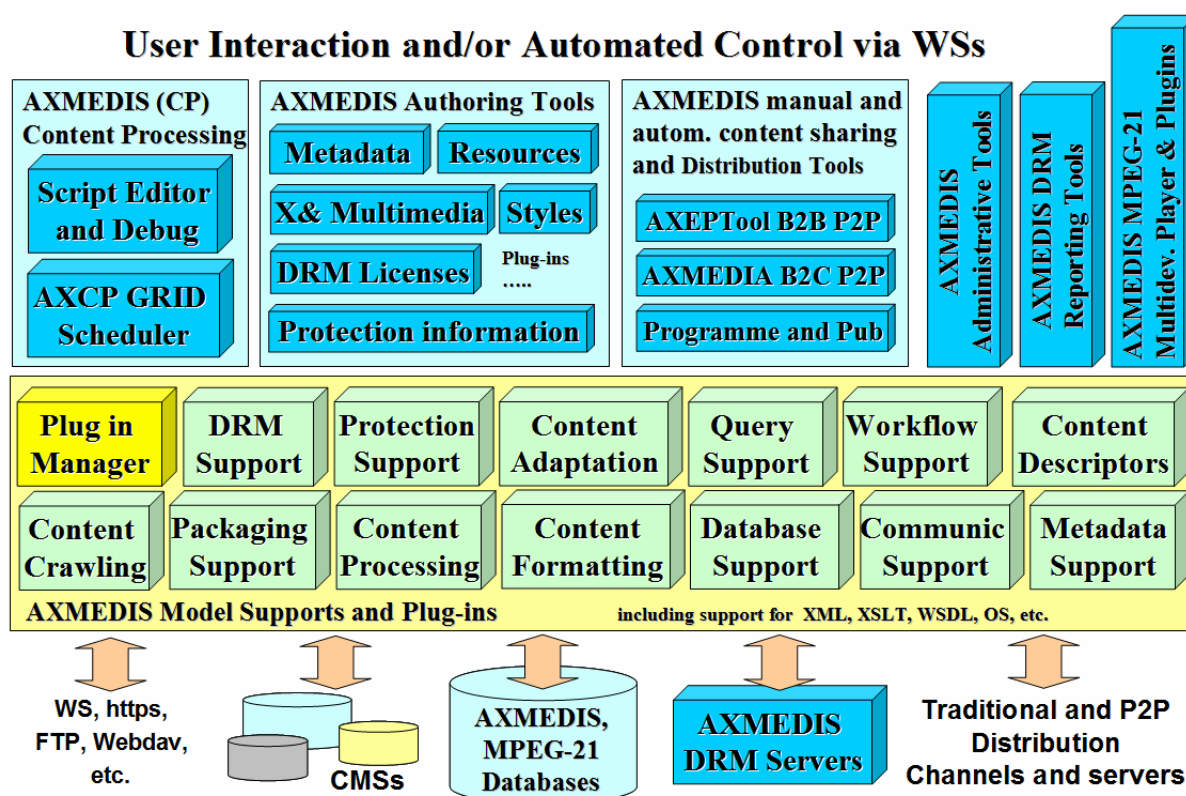 User Interaction and/or Automated Control via WSs
AXMEDIS (CP)
Content Processing
Script Editor
and Debug
AXCP GRID
Scheduler
AXMEDIS Authoring Tools
Metadata
Resources
X& Multimedia
Styles
DRM Licenses
Plug-ins
…..
Protection information
AXMEDIS manual and
autom. content sharing
and Distribution Tools
AXEPTool B2B P2P
AXMEDIA B2C P2P
Programme and Pub
AXMEDIS
Administrative Tools
AXMEDIS DRM
Reporting Tools
AXMEDIS MPEG-21
Multidev. Player & Plugins
Plug in
Manager
DRM
Support
Protection
Support
Content
Adaptation
Query
Support
Workflow
Support
Content
Descriptors
Content
Crawling
Packaging
Support
Content
Processing
Content
Formatting
Database
Support
Communic
Support
Metadata
Support
AXMEDIS Model Supports and Plug-ins
including support for XML, XSLT, WSDL, OS, etc.
WS, https,
FTP, Webdav,
etc.
CMSs
AXMEDIS,
MPEG-21
Databases
AXMEDIS
DRM Servers
Traditional and P2P
Distribution
Channels and servers